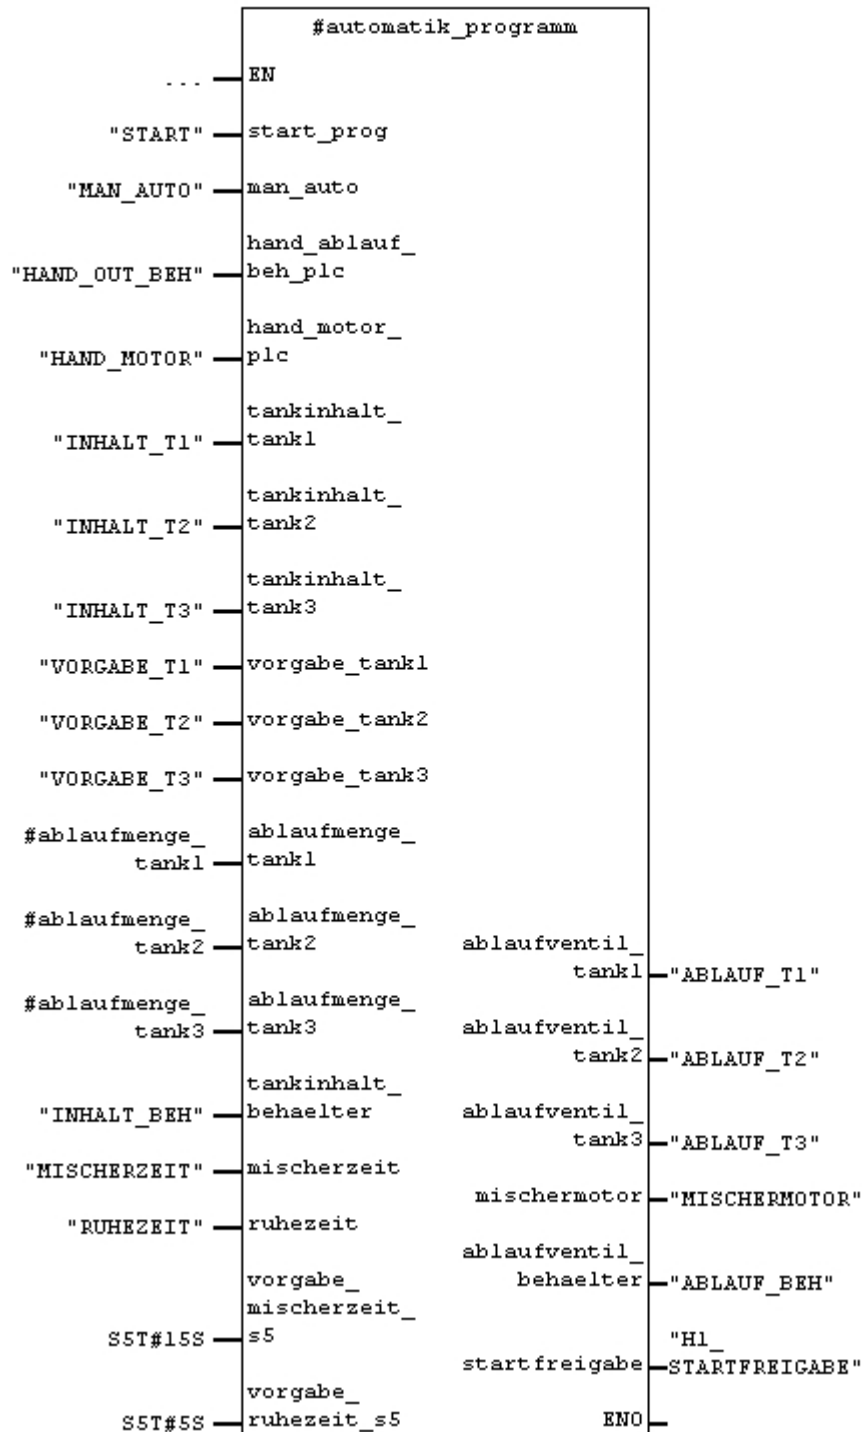 #automatik_programm
... EN
"START" start_prog
"MAN_AUTO" man_auto
hand_ablauf_
"HAND_OUT_BEH" beh_plc
hand_motor_
"HAND_MOTOR" plc
tankinhalt_
"INHALT_T1" tank1
tankinhalt_
"INHALT_T2" tank2
tankinhalt_
"INHALT_T3" tank3
"VORGABE_T1" vorgabe_tank1
"VORGABE_T2" vorgabe_tank2
"VORGABE_T3" vorgabe_tank3
#ablaufmenge_ ablaufmenge_
tank1 tank1
#ablaufmenge_ ablaufmenge_
tank2 tank2
ablaufventil_
tank1 "ABLAUF_T1"
#ablaufmenge_ ablaufmenge_
tank3 tank3
ablaufventil_
tank2 "ABLAUF_T2"
tankinhalt_
"INHALT_BEH" behaelter
ablaufventil_
tank3 "ABLAUF_T3"
"MISCHERZEIT" mischerzeit
mischermotor "MISCHERMOTOR"
"RUHEZEIT" ruhezeit
ablaufventil_
behaelter "ABLAUF_BEH"
vorgabe_
mischerzeit_
S5T#15S s5
"H1_
startfreigabe STARTFREIGABE"
vorgabe_
S5T#5S ruhezeit_s5
ENO